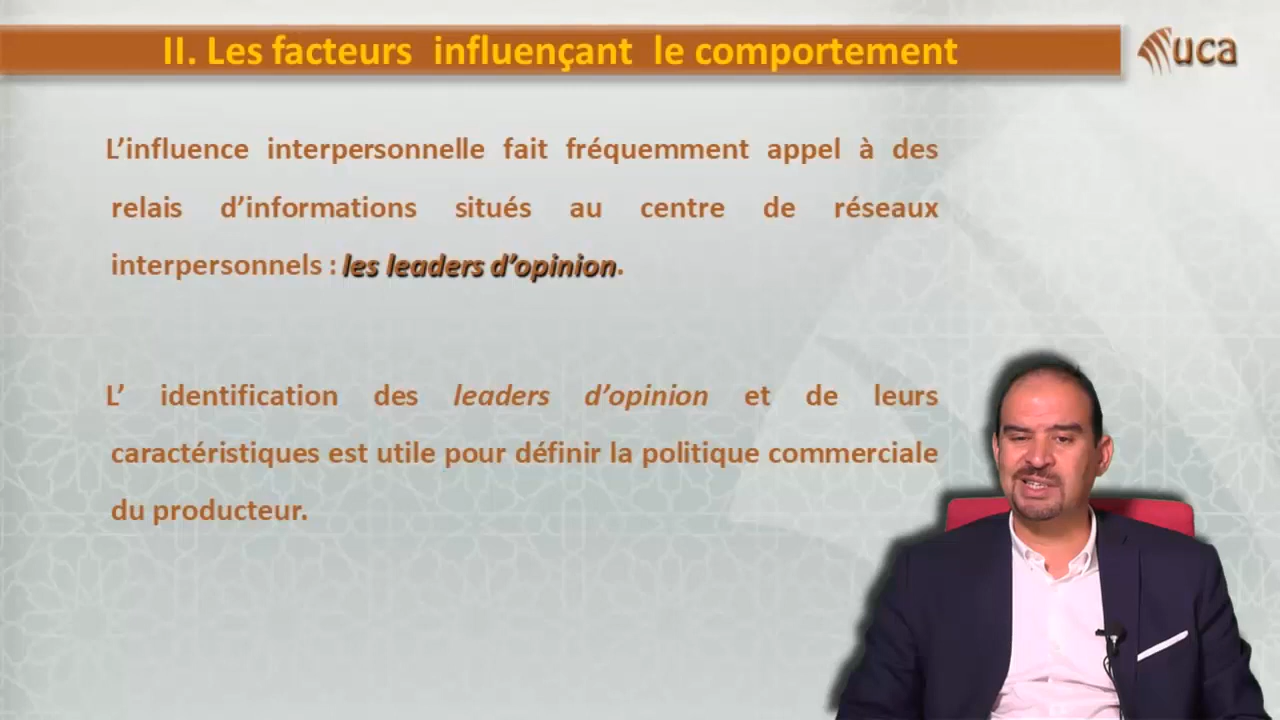 II. Les facteurs influençant le comportement
uca
L’influence interpersonnelle fait fréquemment appel à des
relais d’informations situés au centre de réseaux
interpersonnels : les leaders d’opinion.
L’ identification des leaders d’opinion et de leurs
caractéristiques est utile pour définir la politique commerciale
du producteur.